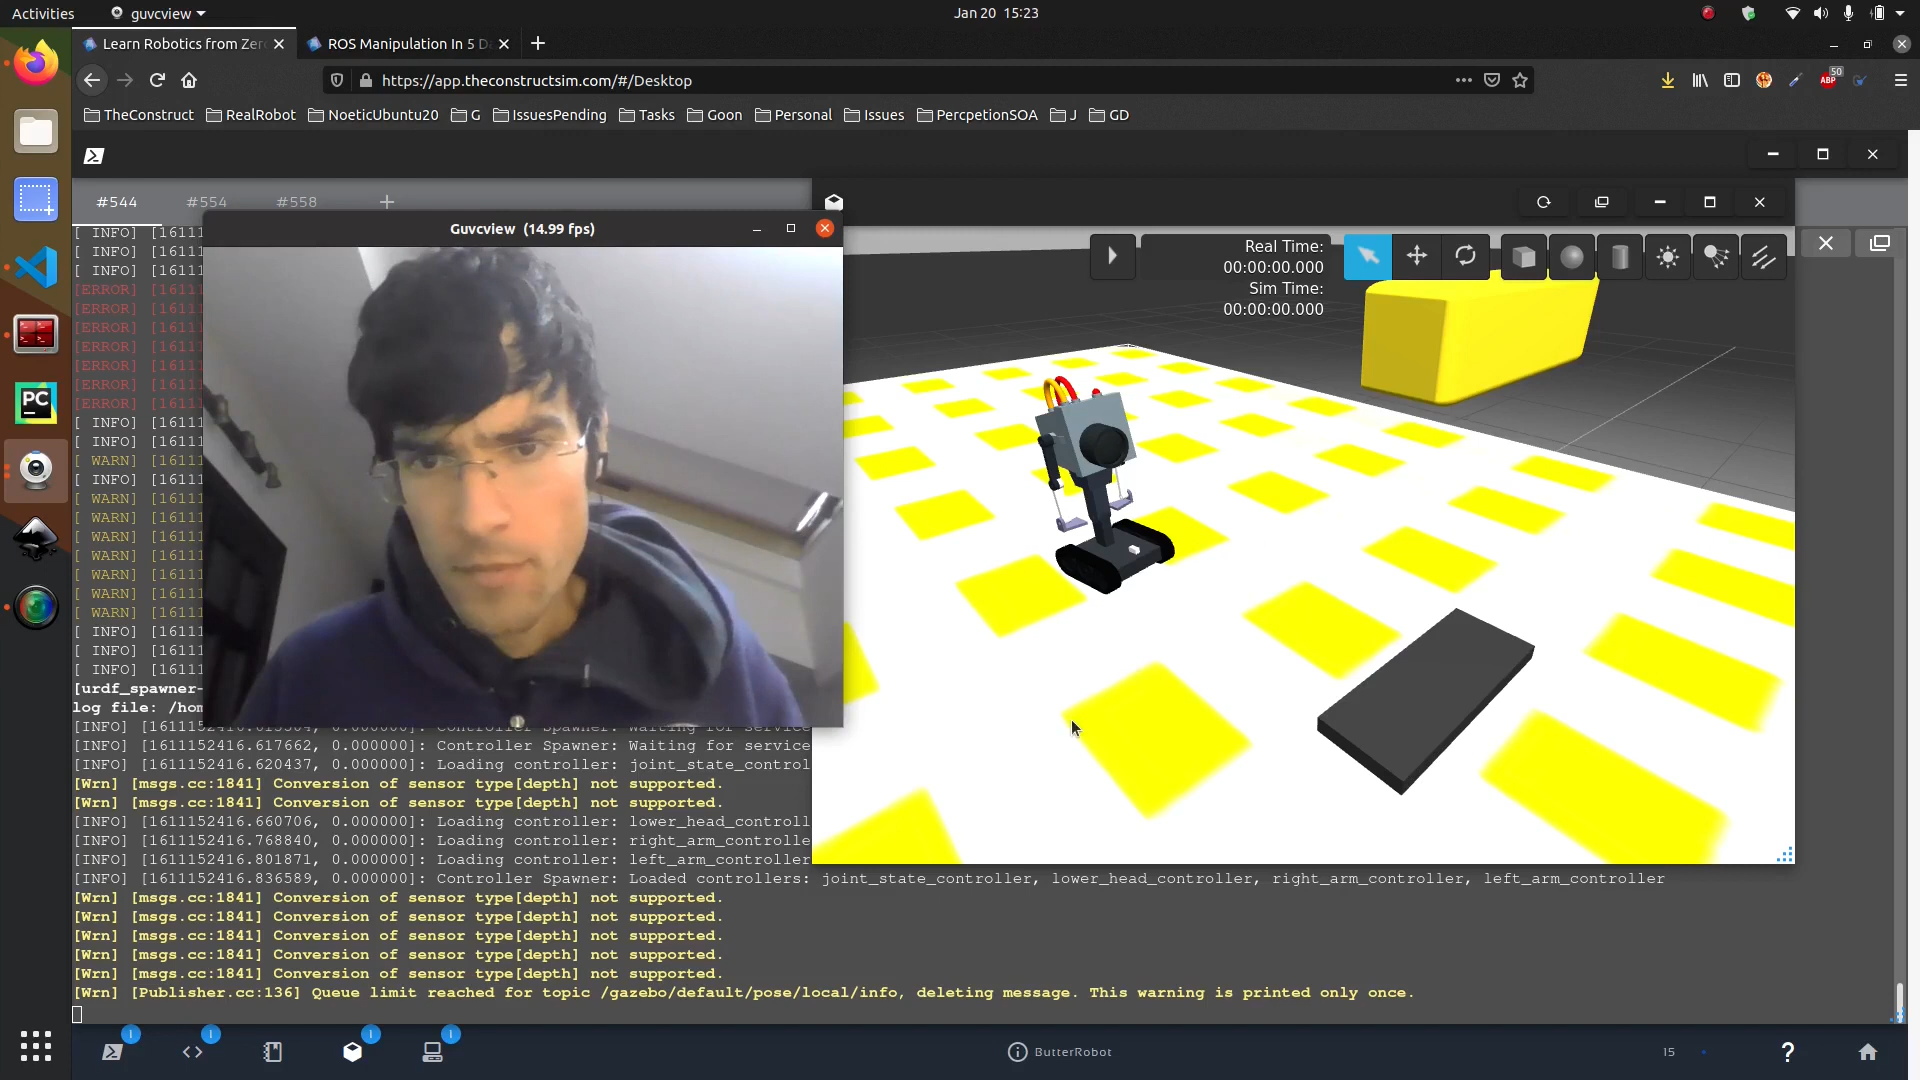 Activities
guvcview
Jan 20 15:23
Learn Robotics from Zer
ROS Manipulation In 5 D
https://app.theconstructsim.com/#/Desktop
50
ABP
TheConstruct
RealRobot
NoeticUbuntu20
G
IssuesPending
Tasks
Goon
Personal
Issues
PercpetionSOA
J
GD
#544
#554
#558
Guvcview (14.99 fps)
Real Time:
00:00:00.000
Sim Time:
00:00:00.000
PC
[ INFO] [16111
[ INFO] [16111
[ INFO] [16111
[ERROR] [16111
[ERROR] [16111
[ERROR] [16111
[ERROR] [16111
[ERROR] [16111
[ERROR] [16111
[ERROR] [16111
[ INFO] [16111
[ INFO] [16111
[ WARN] [16111
[ INFO] [16111
[ WARN] [16111
[ WARN] [16111
[ WARN] [16111
[ WARN] [16111
[ WARN] [16111
[ WARN] [16111
[ WARN] [16111
[ INFO] [16111
[ INFO] [16111
[ INFO] [16111
[urdf_spawner-
log file: /hom
[INFO] [1611152416.613304, 0.000000]: Controller Spawner: Waiting for service
[INFO] [1611152416.617662, 0.000000]: Controller Spawner: Waiting for service
[INFO] [1611152416.620437, 0.000000]: Loading controller: joint_state_control
[Wrn] [msgs.cc:1841] Conversion of sensor type[depth] not supported.
[Wrn] [msgs.cc:1841] Conversion of sensor type[depth] not supported.
[INFO] [1611152416.660706, 0.000000]: Loading controller: lower_head_controll
[INFO] [1611152416.768840, 0.000000]: Loading controller: right_arm_controlle
[INFO] [1611152416.801871, 0.000000]: Loading controller: left_arm_controller
[INFO] [1611152416.836589, 0.000000]: Controller Spawner: Loaded controllers: joint_state_controller, lower_head_controller, right_arm_controller, left_arm_controller
[Wrn] [msgs.cc:1841] Conversion of sensor type[depth] not supported.
[Wrn] [msgs.cc:1841] Conversion of sensor type[depth] not supported.
[Wrn] [msgs.cc:1841] Conversion of sensor type[depth] not supported.
[Wrn] [msgs.cc:1841] Conversion of sensor type[depth] not supported.
[Wrn] [msgs.cc:1841] Conversion of sensor type[depth] not supported.
[Wrn] [Publisher.cc:136] Queue limit reached for topic /gazebo/default/pose/local/info, deleting message. This warning is printed only once.
ButterRobot
15